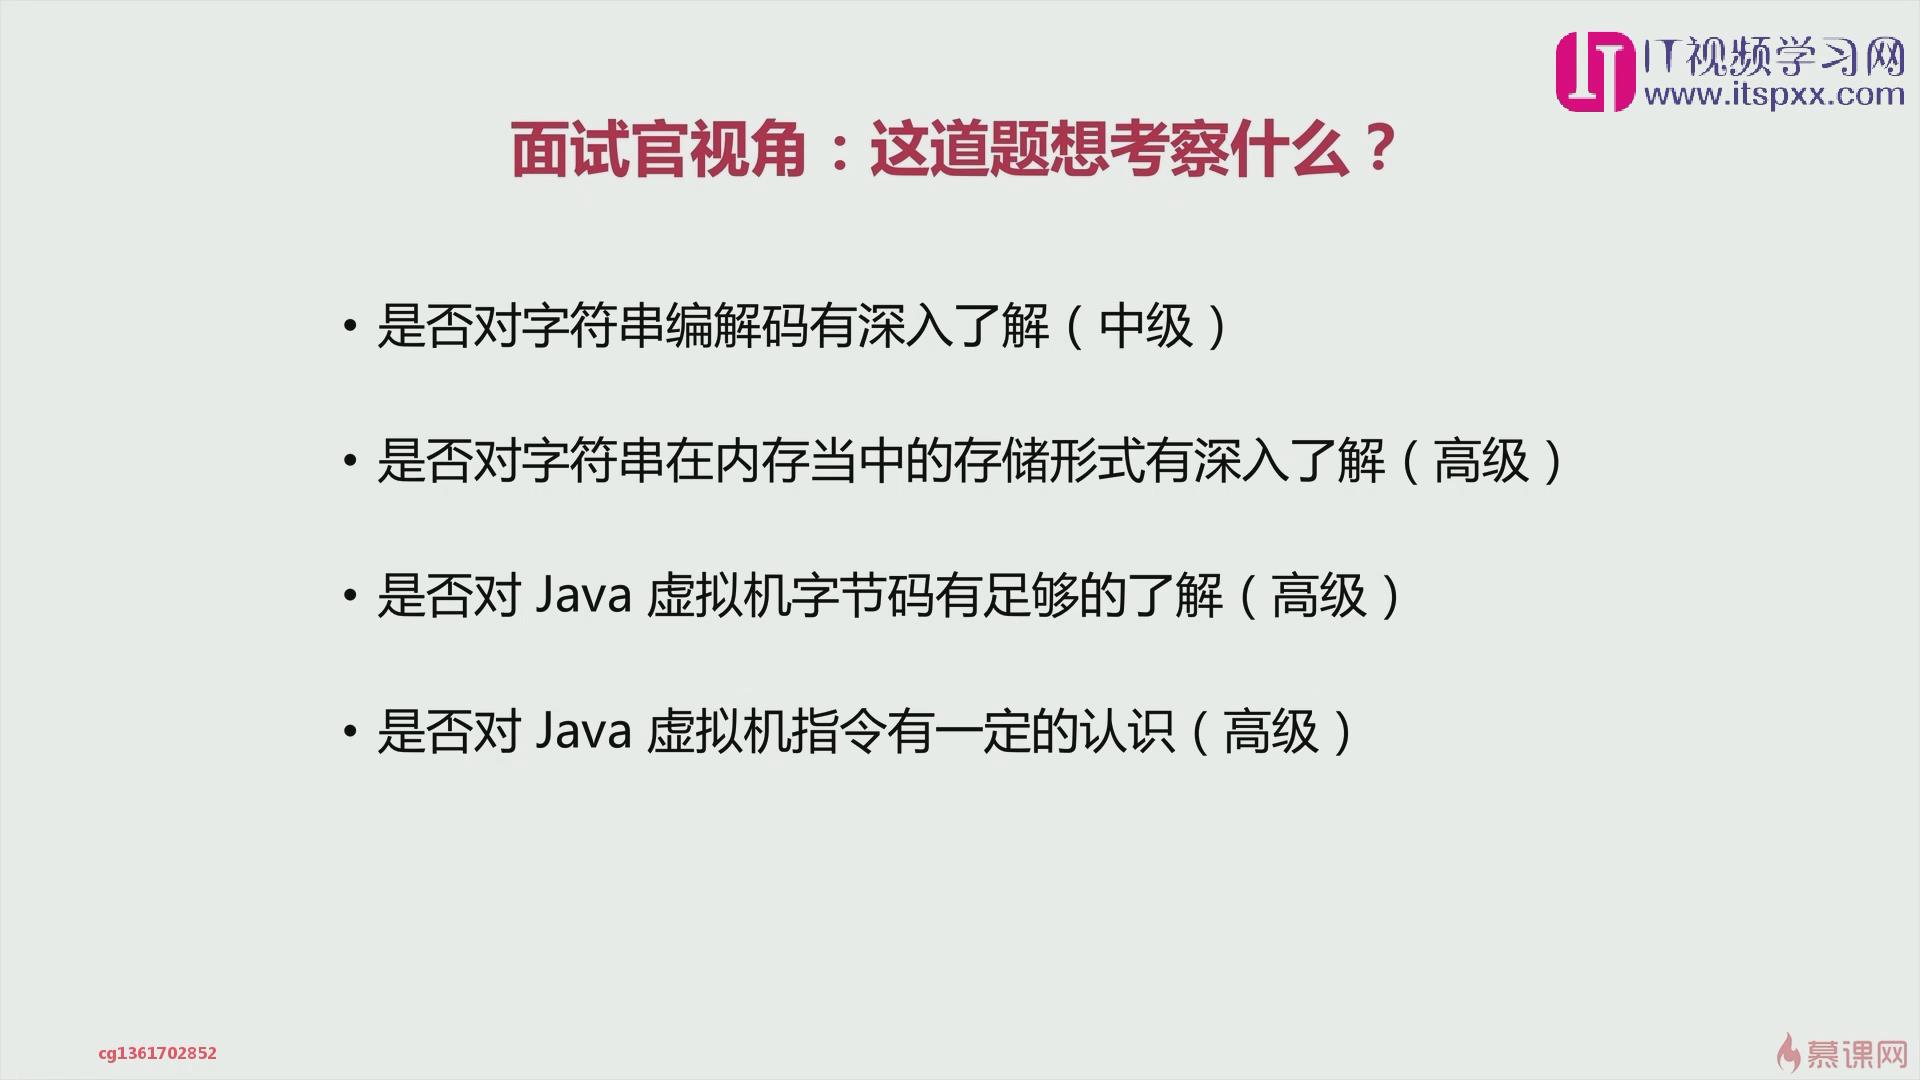 IT视频学习网
www.itspxx.com
面试官视角：这道题想考察什么？
• 是否对字符串编解码有深入了解（中级）
• 是否对字符串在内存当中的存储形式有深入了解（高级）
• 是否对 Java 虚拟机字节码有足够的了解（高级）
• 是否对 Java 虚拟机指令有一定的认识（高级）
cg1361702852
慕课网